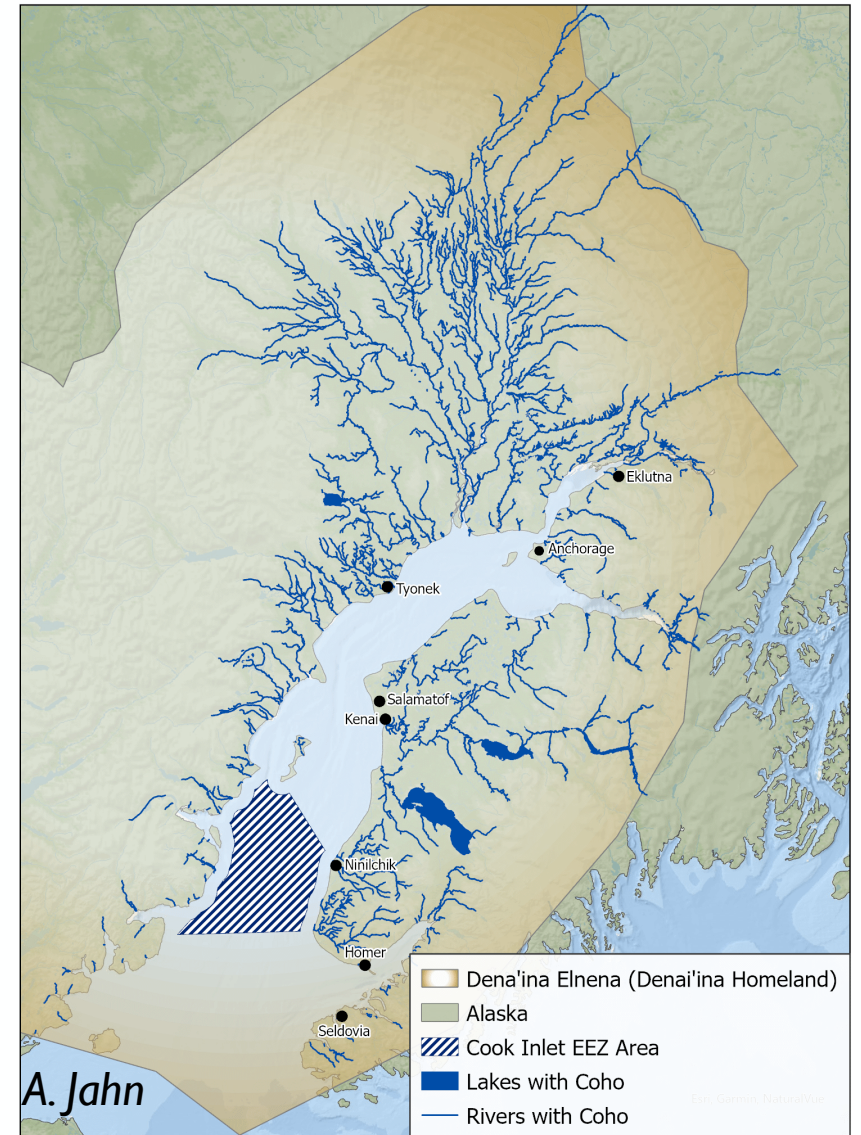 Eklutna
Anchorage
Tyonek
Salamatof
Kenai
Ninilchik
Homer
Seldovia
Dena'ina Elnena (Denai'ina Homeland)
Alaska
Cook Inlet EEZ Area
Lakes with Coho
Rivers with Coho
A. Jahn